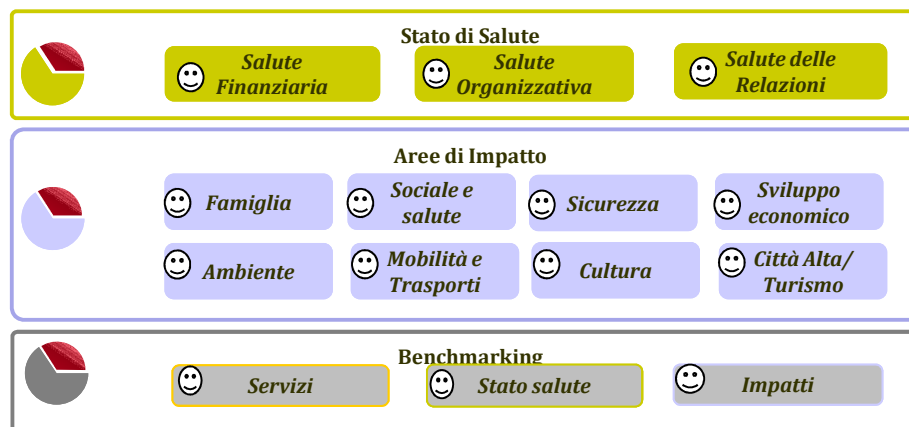 Stato di Salute
Salute
Finanziaria
Salute
Organizzativa
Salute delle
Relazioni
Aree di Impatto
Famiglia
Sociale e
salute
Sicurezza
Sviluppo
economico
Ambiente
Mobilità e
Trasporti
Cultura
Città Alta/
Turismo
Benchmarking
Servizi
Stato salute
Impatti